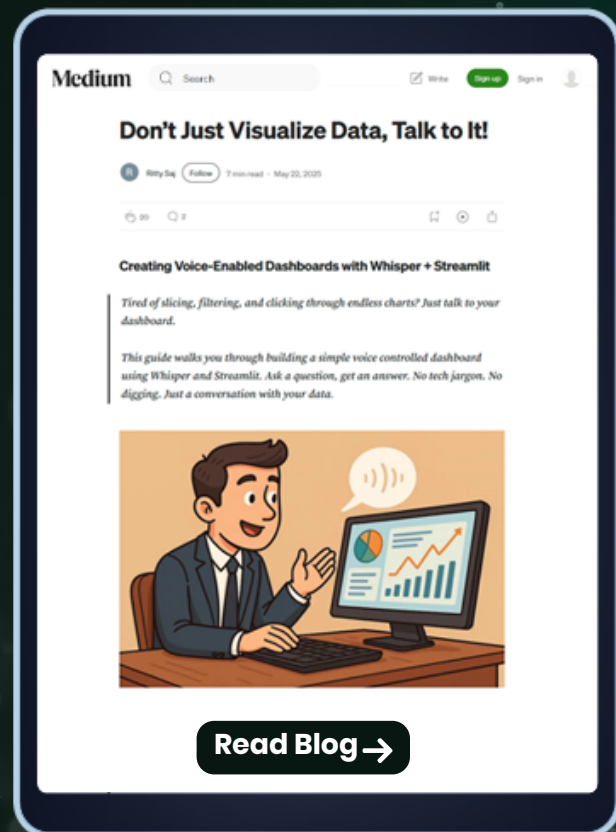 Medium
Search
Write
Sign up
Sign in
Don't Just Visualize Data, Talk to It!
R
Ritty Saj
Follow
7 min read · May 22, 2025
20
2
Creating Voice-Enabled Dashboards with Whisper + Streamlit
Tired of slicing, filtering, and clicking through endless charts? Just talk to your
dashboard.
This guide walks you through building a simple voice controlled dashboard
using Whisper and Streamlit. Ask a question, get an answer. No tech jargon. No
digging. Just a conversation with your data.
Read Blog